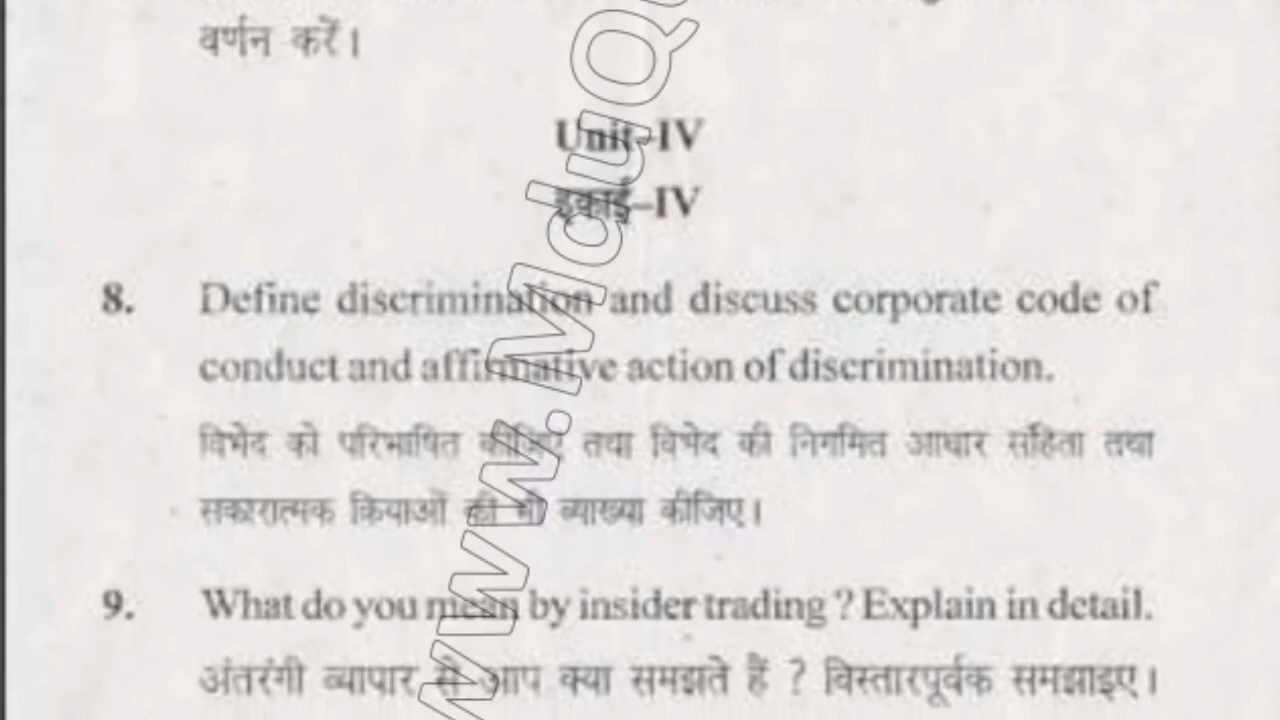 वर्णन करें।
Unit–IV
इकाई–IV
8. Define discrimination and discuss corporate code of
conduct and affirmative action of discrimination.
विभेद को परिभाषित कीजिए तथा विभेद की निगमित आधार संहिता तथा
सकारात्मक क्रियाओं की भी व्याख्या कीजिए।
9. What do you mean by insider trading ? Explain in detail.
अंतरंगी व्यापार से आप क्या समझते हैं ? विस्तारपूर्वक समझाइए।
www.MduQ